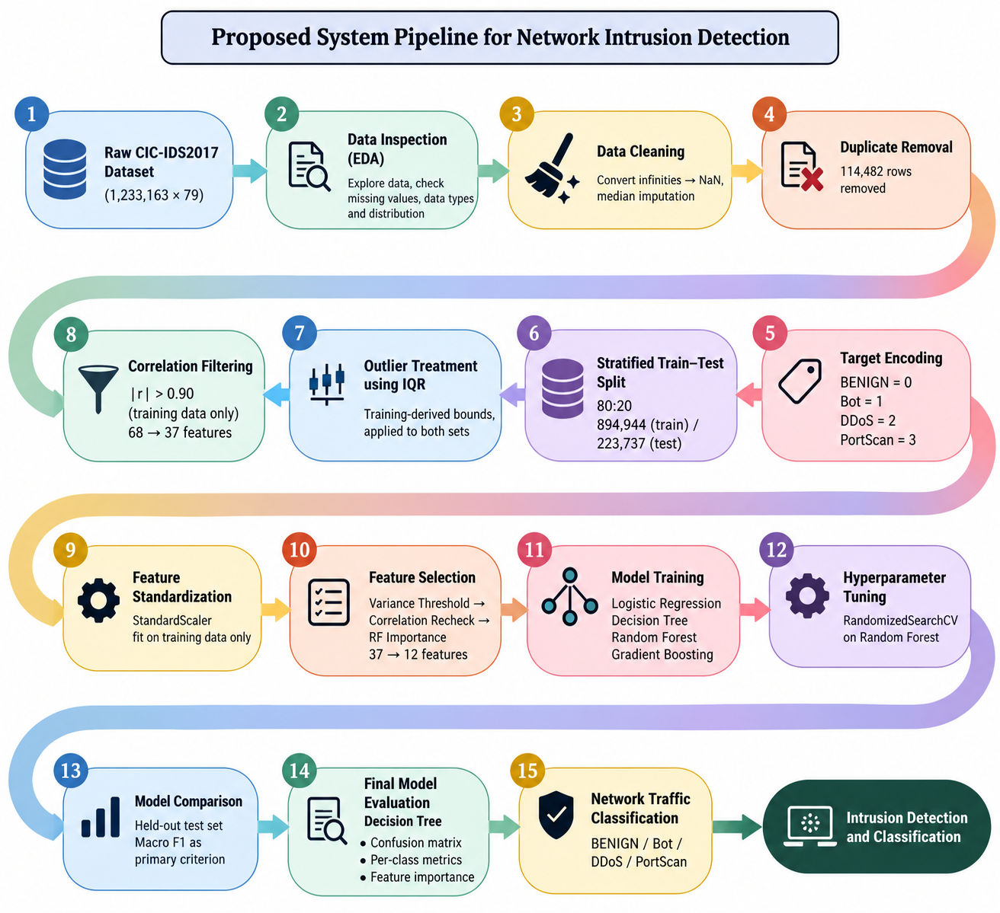 Proposed System Pipeline for Network Intrusion Detection
1
Raw CIC-IDS2017
Dataset
(1,233,163 × 79)
2
Data Inspection
(EDA)
Explore data, check
missing values, data types
and distribution
3
Data Cleaning
Convert infinities → NaN,
median imputation
4
Duplicate Removal
114,482 rows
removed
5
Target Encoding
BENIGN = 0
Bot = 1
DDoS = 2
PortScan = 3
6
Stratified Train–Test
Split
80:20
894,944 (train) /
223,737 (test)
7
Outlier Treatment
using IQR
Training-derived bounds,
applied to both sets
8
Correlation Filtering
|r| > 0.90
(training data only)
68 → 37 features
9
Feature
Standardization
StandardScaler
fit on training data only
10
Feature Selection
Variance Threshold →
Correlation Recheck →
RF Importance
37 → 12 features
11
Model Training
Logistic Regression
Decision Tree
Random Forest
Gradient Boosting
12
Hyperparameter
Tuning
RandomizedSearchCV
on Random Forest
13
Model Comparison
Held-out test set
Macro F1 as
primary criterion
14
Final Model
Evaluation
Decision Tree
• Confusion matrix
• Per-class metrics
• Feature importance
15
Network Traffic
Classification
BENIGN / Bot /
DDoS / PortScan
Intrusion Detection
and Classification